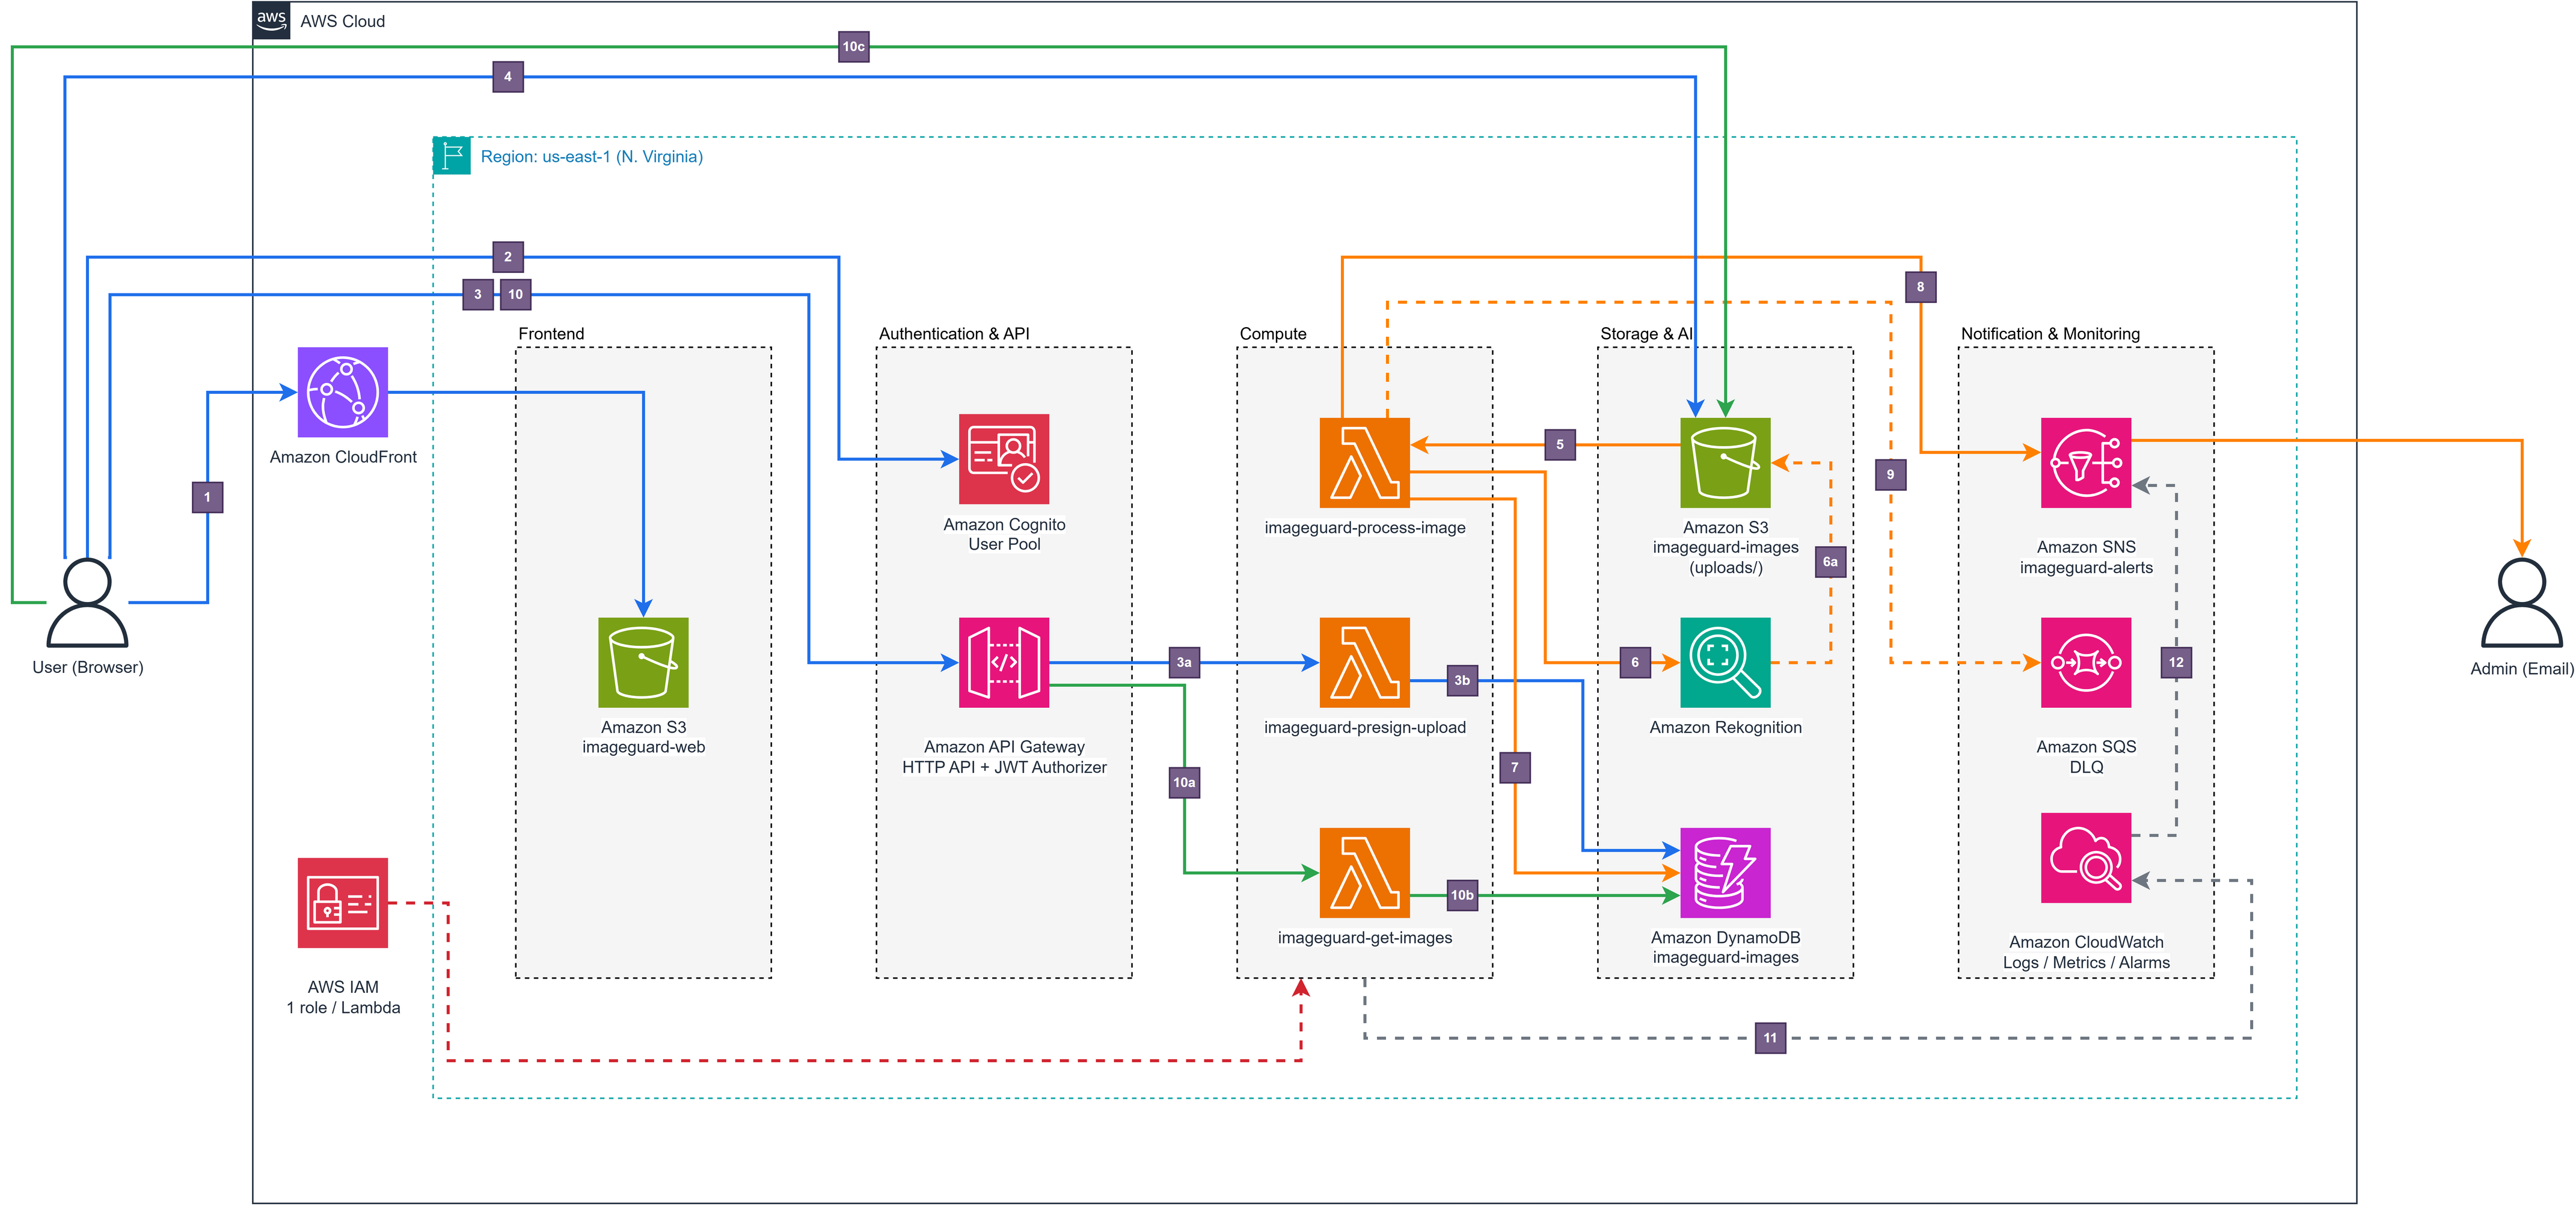 aws
AWS Cloud
10c
4
Region: us-east-1 (N. Virginia)
2
3
10
8
Frontend
Authentication & API
Compute
Storage & AI
Notification & Monitoring
Amazon CloudFront
1
5
9
6a
Amazon Cognito
User Pool
imageguard-process-image
Amazon S3
imageguard-images
(uploads/)
Amazon SNS
imageguard-alerts
User (Browser)
3a
3b
6
12
Admin (Email)
Amazon S3
imageguard-web
Amazon API Gateway
HTTP API + JWT Authorizer
imageguard-presign-upload
Amazon Rekognition
Amazon SQS
DLQ
10a
7
10b
AWS IAM
1 role / Lambda
imageguard-get-images
Amazon DynamoDB
imageguard-images
Amazon CloudWatch
Logs / Metrics / Alarms
11